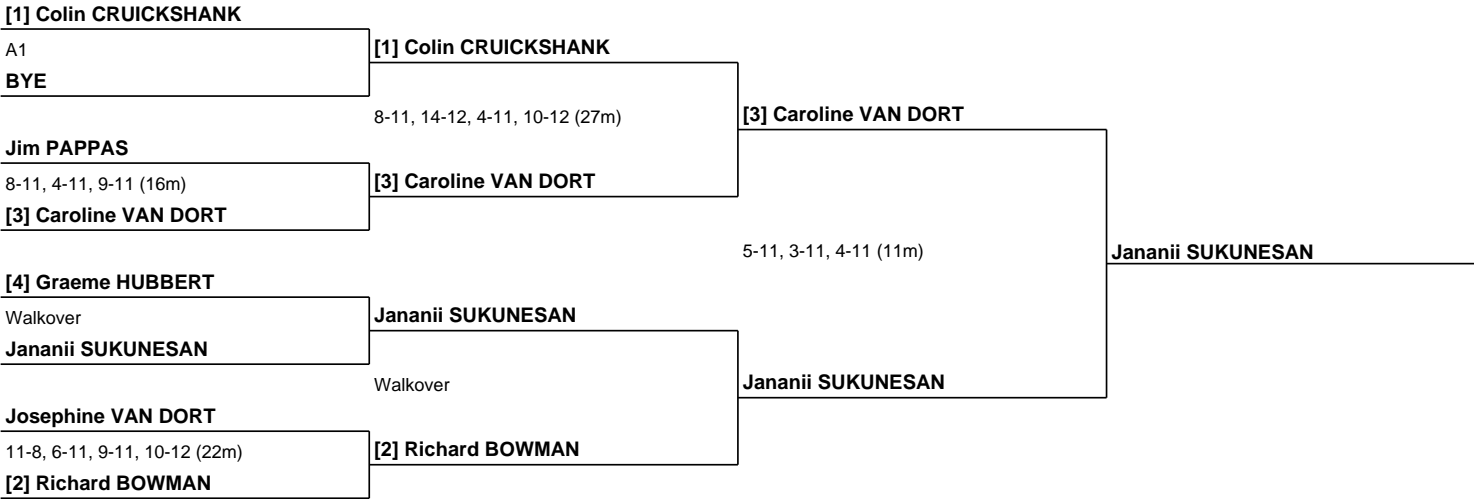 [1] Colin CRUICKSHANK
A1
BYE
Jim PAPPAS
8-11, 4-11, 9-11 (16m)
[3] Caroline VAN DORT
[4] Graeme HUBBERT
Walkover
Jananii SUKUNESAN
Josephine VAN DORT
11-8, 6-11, 9-11, 10-12 (22m)
[2] Richard BOWMAN
[1] Colin CRUICKSHANK
8-11, 14-12, 4-11, 10-12 (27m)
[3] Caroline VAN DORT
Jananii SUKUNESAN
Walkover
[2] Richard BOWMAN
[3] Caroline VAN DORT
5-11, 3-11, 4-11 (11m)
Jananii SUKUNESAN
Jananii SUKUNESAN